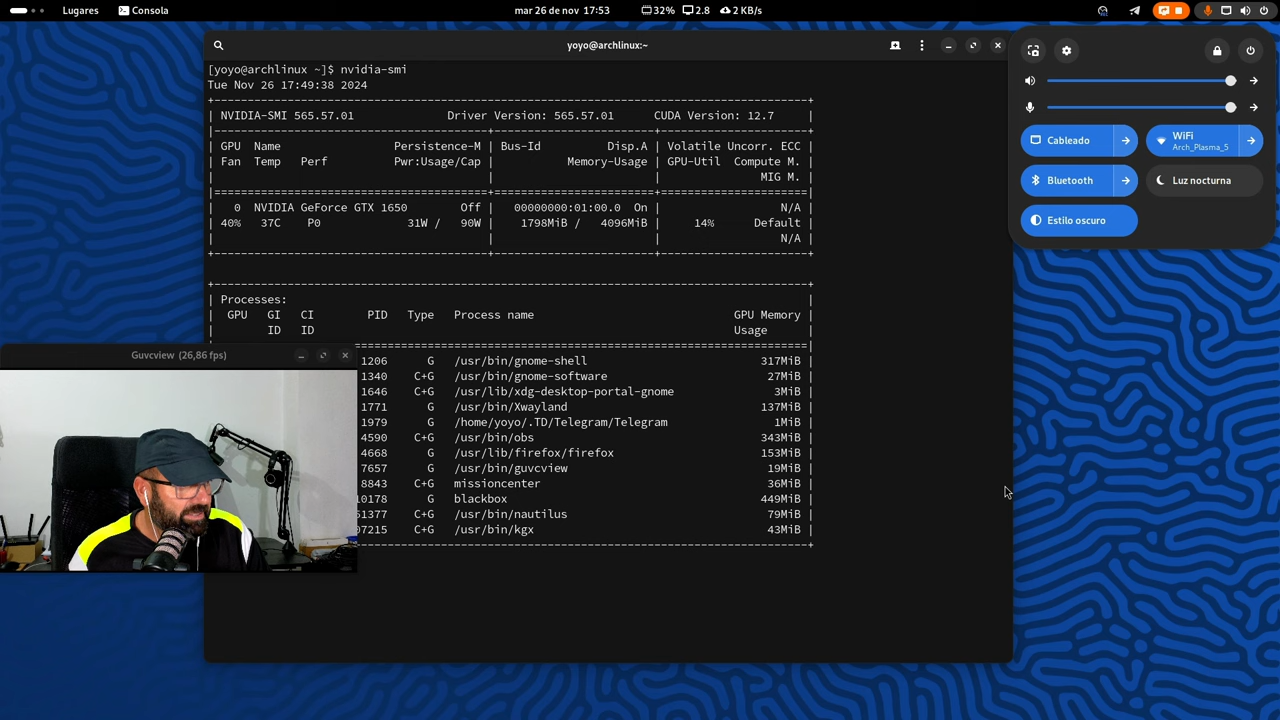 Lugares Consola mar 26 de nov 17:53 32% 2.8 2 KB/s
yoyo@archlinux:~
[yoyo@archlinux ~]$ nvidia-smi
Tue Nov 26 17:49:38 2024
+-----------------------------------------------------------------------------------------+
| NVIDIA-SMI 565.57.01              Driver Version: 565.57.01      CUDA Version: 12.7     |
|-----------------------------------------+------------------------+----------------------+
| GPU  Name                 Persistence-M | Bus-Id          Disp.A | Volatile Uncorr. ECC |
| Fan  Temp   Perf          Pwr:Usage/Cap |           Memory-Usage | GPU-Util  Compute M. |
|                                         |                        |               MIG M. |
|=========================================+========================+======================|
|   0  NVIDIA GeForce GTX 1650        Off |   00000000:01:00.0  On |                  N/A |
| 40%   37C    P0             31W /   90W |    1798MiB /   4096MiB |     14%      Default |
|                                         |                        |                  N/A |
+-----------------------------------------+------------------------+----------------------+
+-----------------------------------------------------------------------------------------+
| Processes:                                                                              |
|  GPU   GI   CI        PID   Type   Process name                              GPU Memory |
|        ID   ID                                                               Usage      |
|=========================================================================================|
1206      G   /usr/bin/gnome-shell                          317MiB |
1340    C+G   /usr/bin/gnome-software                        27MiB |
1646    C+G   /usr/lib/xdg-desktop-portal-gnome               3MiB |
1771      G   /usr/bin/Xwayland                             137MiB |
1979      G   /home/yoyo/.TD/Telegram/Telegram                1MiB |
4590    C+G   /usr/bin/obs                                  343MiB |
4668      G   /usr/lib/firefox/firefox                      153MiB |
7657      G   /usr/bin/guvcview                              19MiB |
8843    C+G   missioncenter                                  36MiB |
0178      G   blackbox                                      449MiB |
1377    C+G   /usr/bin/nautilus                              79MiB |
7215    C+G   /usr/bin/kgx                                   43MiB |
+-----------------------------------------------------------------------------------------+
Guvcview (26,86 fps)
Cableado
WiFi
Arch_Plasma_5
Bluetooth
Luz nocturna
Estilo oscuro